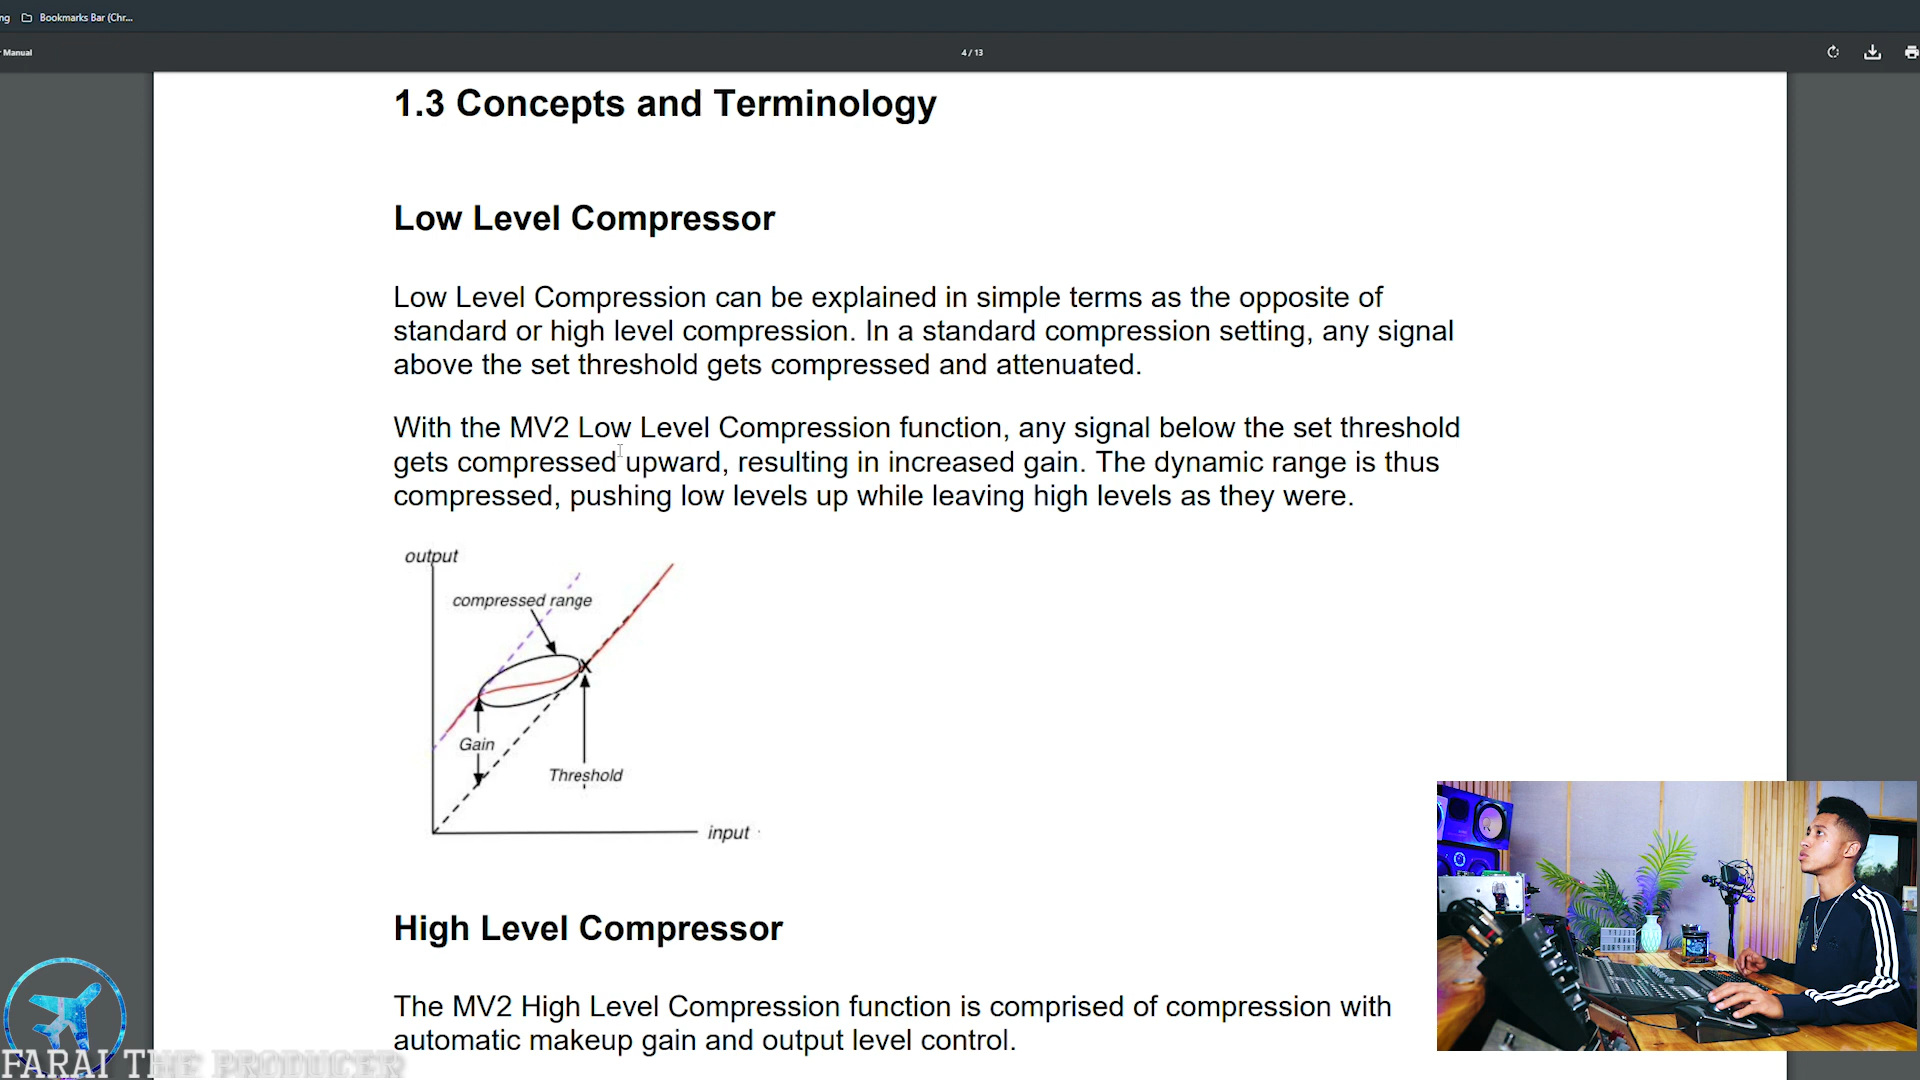 ng Bookmarks Bar (Chr...
Manual
4 / 13
1.3 Concepts and Terminology
Low Level Compressor
Low Level Compression can be explained in simple terms as the opposite of
standard or high level compression. In a standard compression setting, any signal
above the set threshold gets compressed and attenuated.
With the MV2 Low Level Compression function, any signal below the set threshold
gets compressed upward, resulting in increased gain. The dynamic range is thus
compressed, pushing low levels up while leaving high levels as they were.
output
compressed range
X
Gain
Threshold
input
High Level Compressor
The MV2 High Level Compression function is comprised of compression with
automatic makeup gain and output level control.
FARAI THE PRODUCER